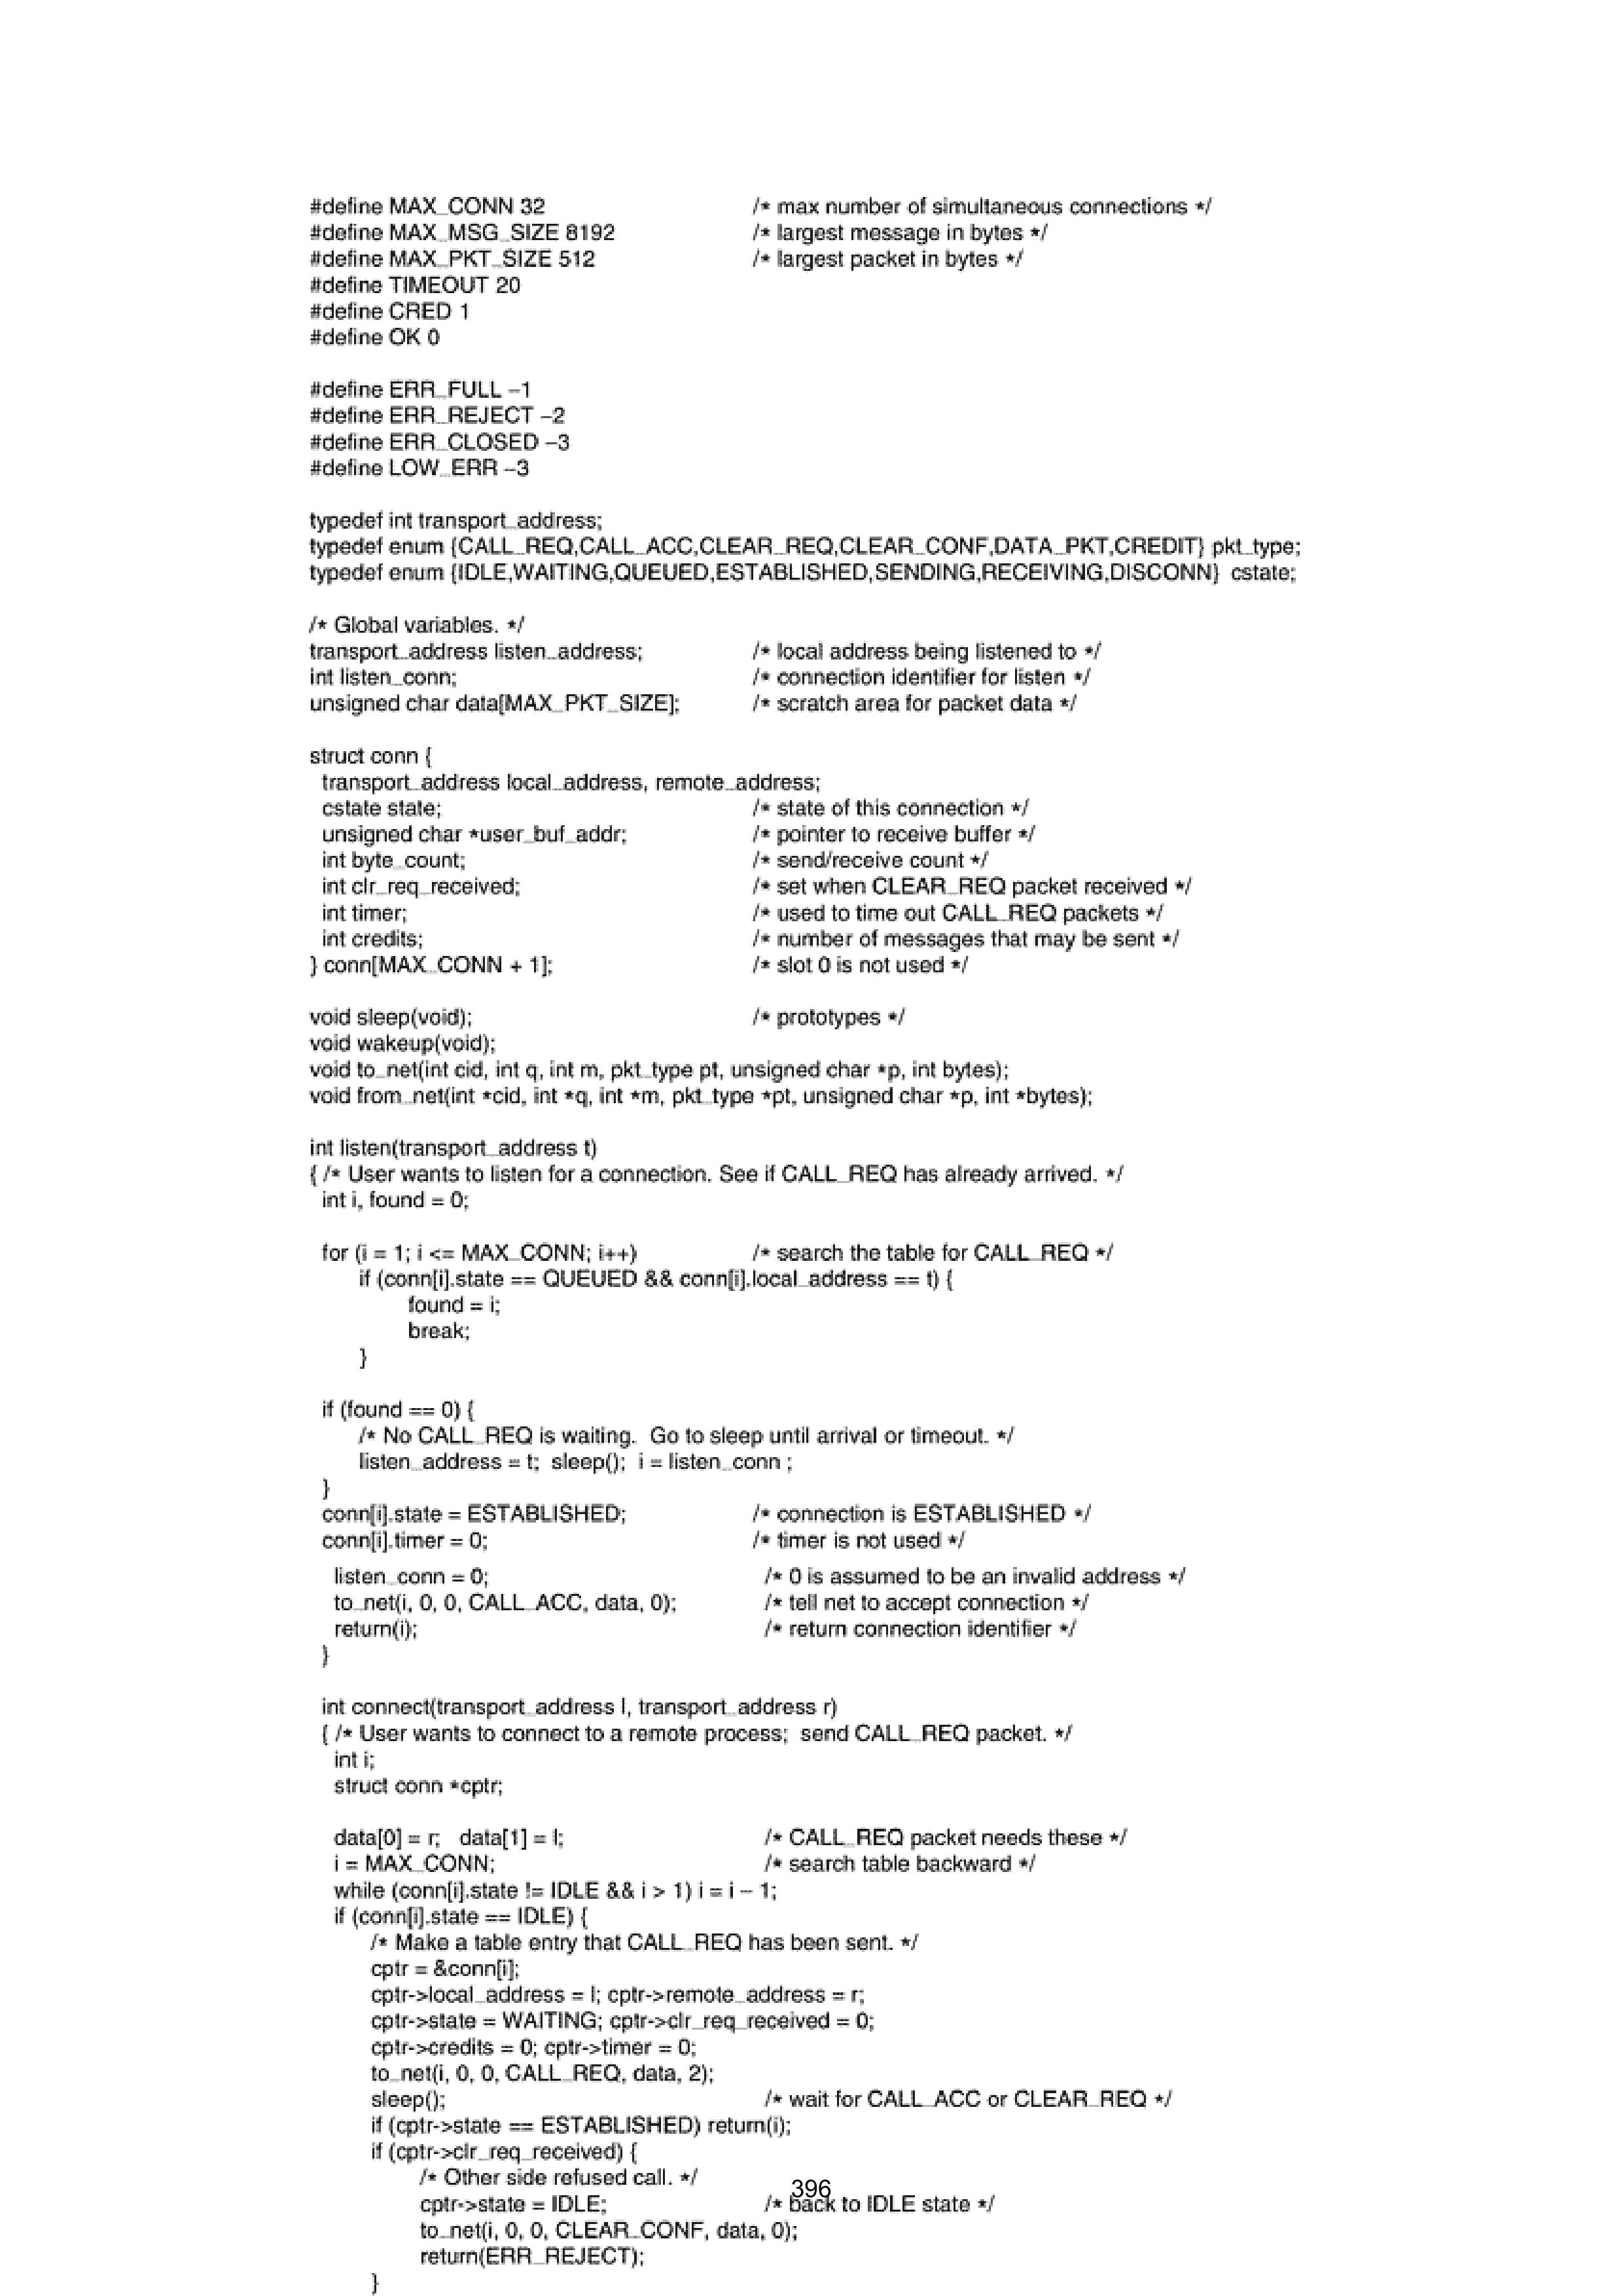 #define MAX_CONN 32 /* max number of simultaneous connections */
#define MAX_MSG_SIZE 8192 /* largest message in bytes */
#define MAX_PKT_SIZE 512 /* largest packet in bytes */
#define TIMEOUT 20
#define CRED 1
#define OK 0
#define ERR_FULL –1
#define ERR_REJECT –2
#define ERR_CLOSED –3
#define LOW_ERR –3
typedef int transport_address;
typedef enum {CALL_REQ,CALL_ACC,CLEAR_REQ,CLEAR_CONF,DATA_PKT,CREDIT} pkt_type;
typedef enum {IDLE,WAITING,QUEUED,ESTABLISHED,SENDING,RECEIVING,DISCONN} cstate;
/* Global variables. */
transport_address listen_address; /* local address being listened to */
int listen_conn; /* connection identifier for listen */
unsigned char data[MAX_PKT_SIZE]; /* scratch area for packet data */
struct conn {
transport_address local_address, remote_address;
cstate state; /* state of this connection */
unsigned char *user_buf_addr; /* pointer to receive buffer */
int byte_count; /* send/receive count */
int clr_req_received; /* set when CLEAR_REQ packet received */
int timer; /* used to time out CALL_REQ packets */
int credits; /* number of messages that may be sent */
} conn[MAX_CONN + 1]; /* slot 0 is not used */
void sleep(void); /* prototypes */
void wakeup(void);
void to_net(int cid, int q, int m, pkt_type pt, unsigned char *p, int bytes);
void from_net(int *cid, int *q, int *m, pkt_type *pt, unsigned char *p, int *bytes);
int listen(transport_address t)
{ /* User wants to listen for a connection. See if CALL_REQ has already arrived. */
int i, found = 0;
for (i = 1; i <= MAX_CONN; i++) /* search the table for CALL_REQ */
if (conn[i].state == QUEUED && conn[i].local_address == t) {
found = i;
break;
}
if (found == 0) {
/* No CALL_REQ is waiting. Go to sleep until arrival or timeout. */
listen_address = t; sleep(); i = listen_conn ;
}
conn[i].state = ESTABLISHED; /* connection is ESTABLISHED */
conn[i].timer = 0; /* timer is not used */
listen_conn = 0; /* 0 is assumed to be an invalid address */
to_net(i, 0, 0, CALL_ACC, data, 0); /* tell net to accept connection */
return(i); /* return connection identifier */
}
int connect(transport_address l, transport_address r)
{ /* User wants to connect to a remote process; send CALL_REQ packet. */
int i;
struct conn *cptr;
data[0] = r; data[1] = l; /* CALL_REQ packet needs these */
i = MAX_CONN; /* search table backward */
while (conn[i].state != IDLE && i > 1) i = i – 1;
if (conn[i].state == IDLE) {
/* Make a table entry that CALL_REQ has been sent. */
cptr = &conn[i];
cptr->local_address = l; cptr->remote_address = r;
cptr->state = WAITING; cptr->clr_req_received = 0;
cptr->credits = 0; cptr->timer = 0;
to_net(i, 0, 0, CALL_REQ, data, 2);
sleep(); /* wait for CALL_ACC or CLEAR_REQ */
if (cptr->state == ESTABLISHED) return(i);
if (cptr->clr_req_received) {
/* Other side refused call. */
396
cptr->state = IDLE; /* back to IDLE state */
to_net(i, 0, 0, CLEAR_CONF, data, 0);
return(ERR_REJECT);
}